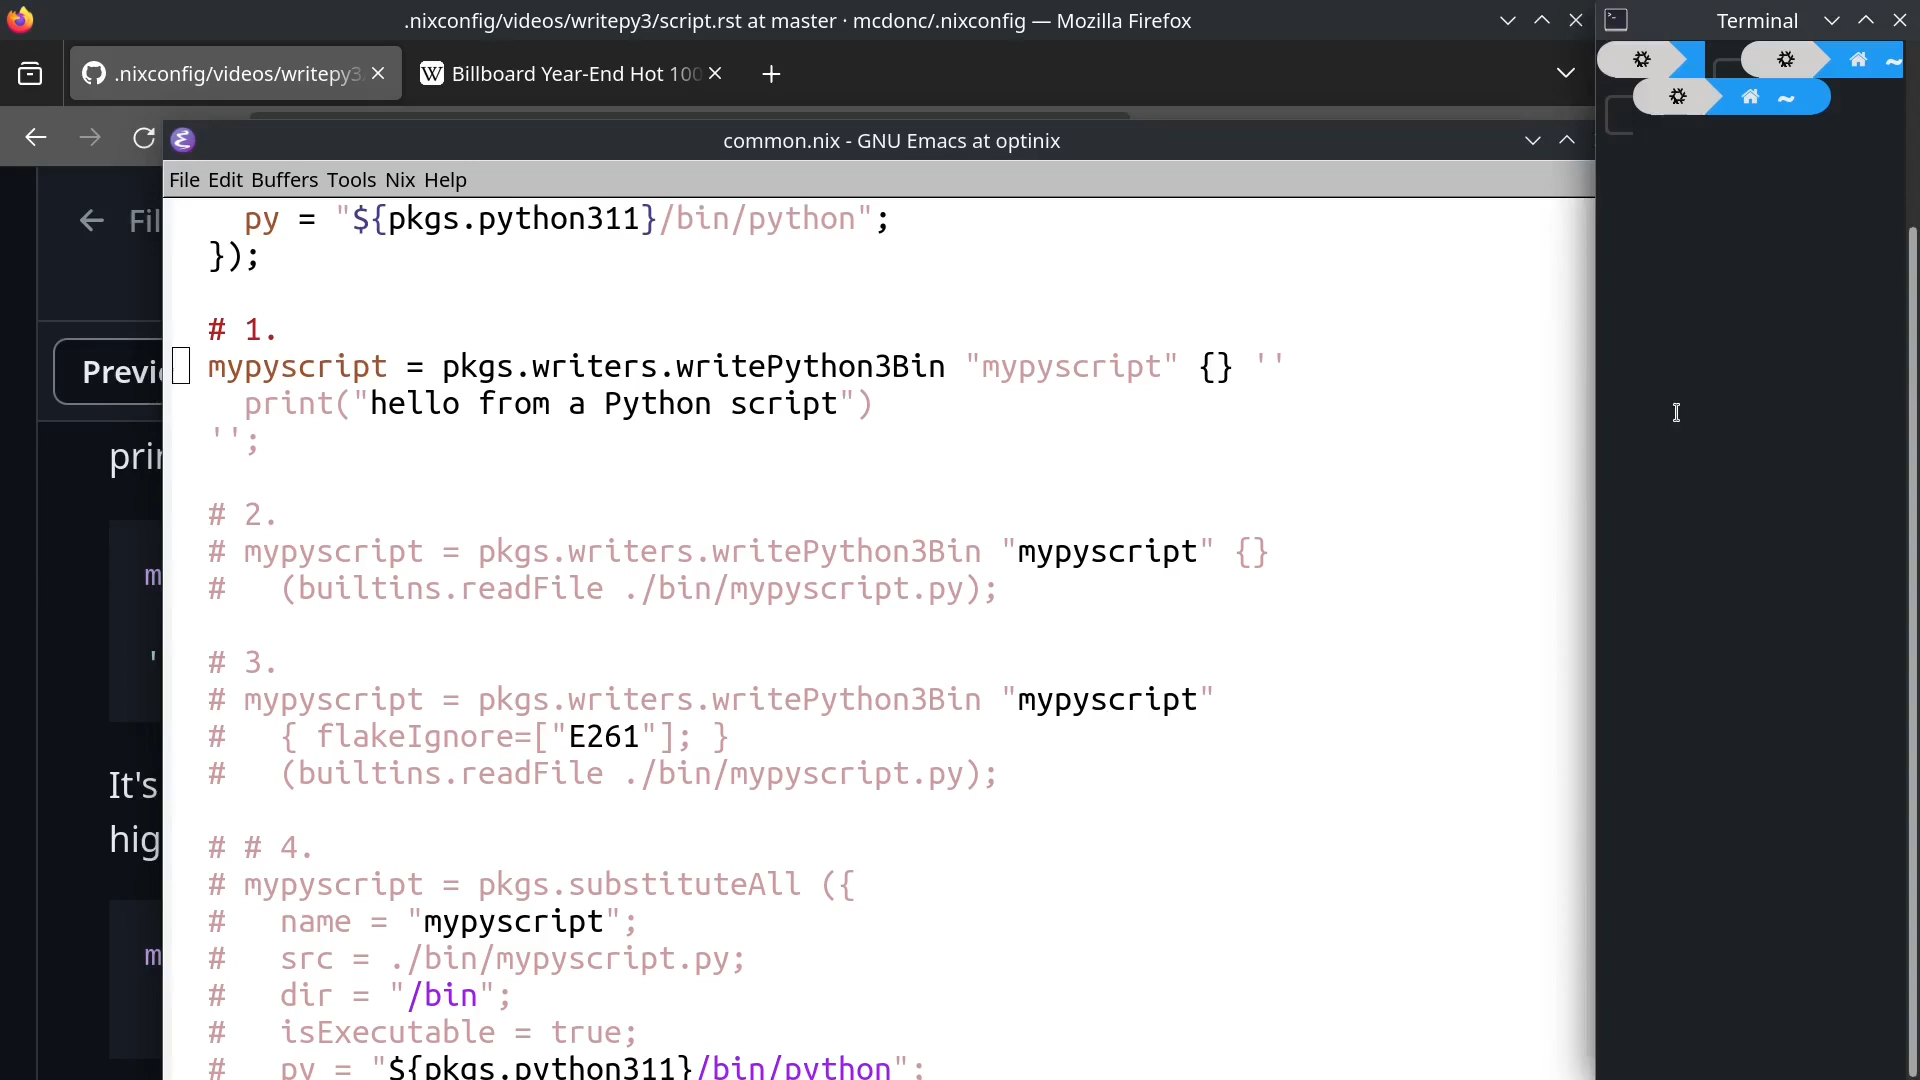 .nixconfig/videos/writepy3/script.rst at master · mcdonc/.nixconfig — Mozilla Firefox
Terminal
.nixconfig/videos/writepy3
Billboard Year-End Hot 100
~
~
common.nix - GNU Emacs at optinix
File Edit Buffers Tools Nix Help
py = "${pkgs.python311}/bin/python";
});
# 1.
mypyscript = pkgs.writers.writePython3Bin "mypyscript" {} ''
print("hello from a Python script")
'';
# 2.
# mypyscript = pkgs.writers.writePython3Bin "mypyscript" {}
#   (builtins.readFile ./bin/mypyscript.py);
# 3.
# mypyscript = pkgs.writers.writePython3Bin "mypyscript"
#   { flakeIgnore=["E261"]; }
#   (builtins.readFile ./bin/mypyscript.py);
# # 4.
# mypyscript = pkgs.substituteAll ({
#   name = "mypyscript";
#   src = ./bin/mypyscript.py;
#   dir = "/bin";
#   isExecutable = true;
#   py = "${pkgs.python311}/bin/python";
Fil
Previ
prin
m
'
It's
hig
m